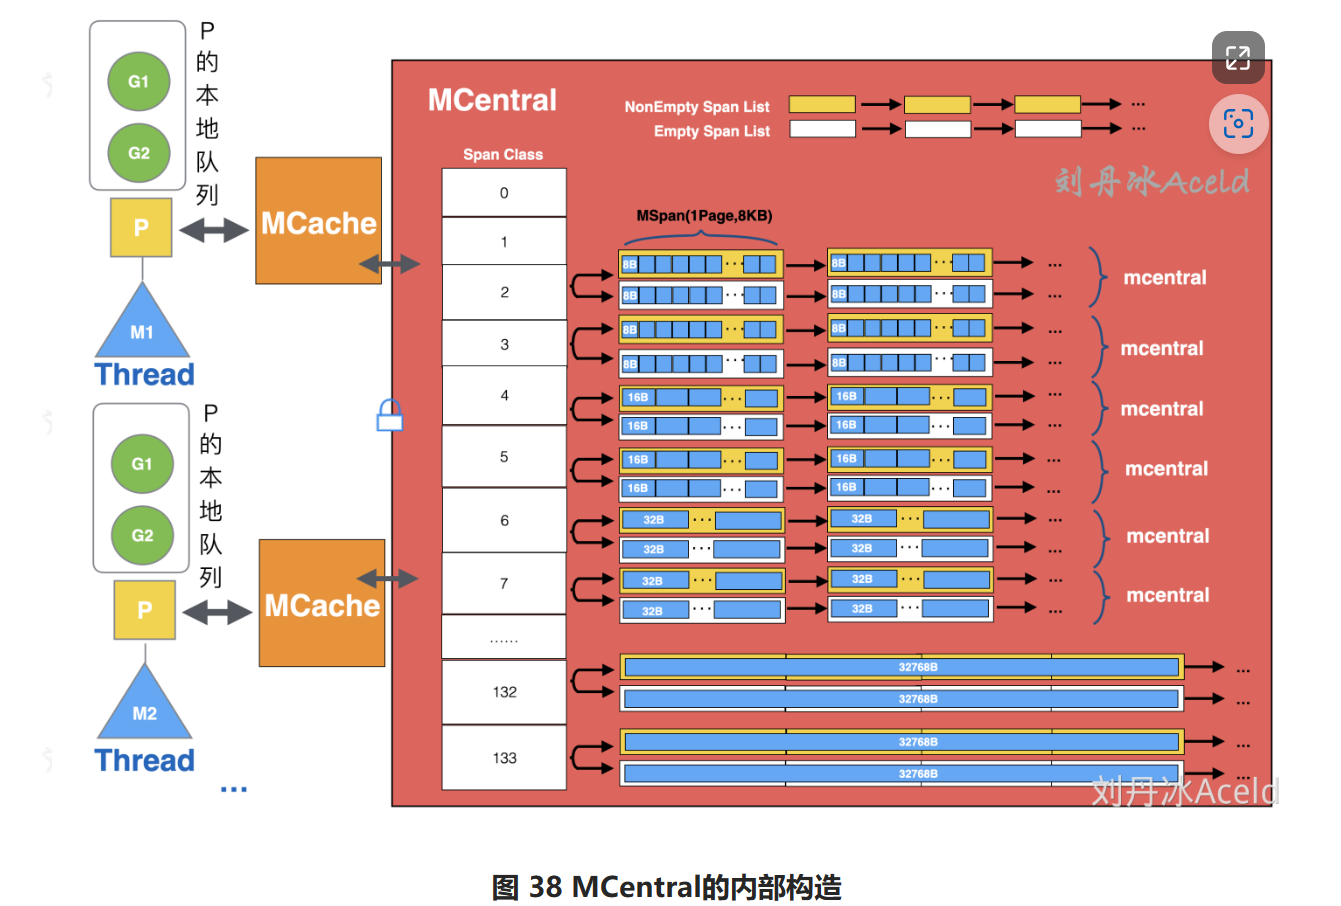 P的本地队列
G1
G2
P
M1
Thread
MCache
P的本地队列
G1
G2
P
M2
Thread
...
MCache
MCentral
NonEmpty Span List
...
Empty Span List
...
刘丹冰Aceld
Span Class
0
1
2
3
4
5
6
7
......
132
133
MSpan(1Page,8KB)
8B ... 8B ... ...
8B ... 8B ... ...
mcentral
8B ... 8B ... ...
8B ... 8B ... ...
mcentral
16B ... 16B ... ...
16B ... 16B ... ...
mcentral
16B ... 16B ... ...
16B ... 16B ... ...
mcentral
32B ... 32B ... ...
32B ... 32B ... ...
mcentral
32B ... 32B ... ...
32B ... 32B ... ...
mcentral
32768B ...
32768B ...
32768B ...
32768B ...
刘丹冰Aceld
图 38 MCentral的内部构造